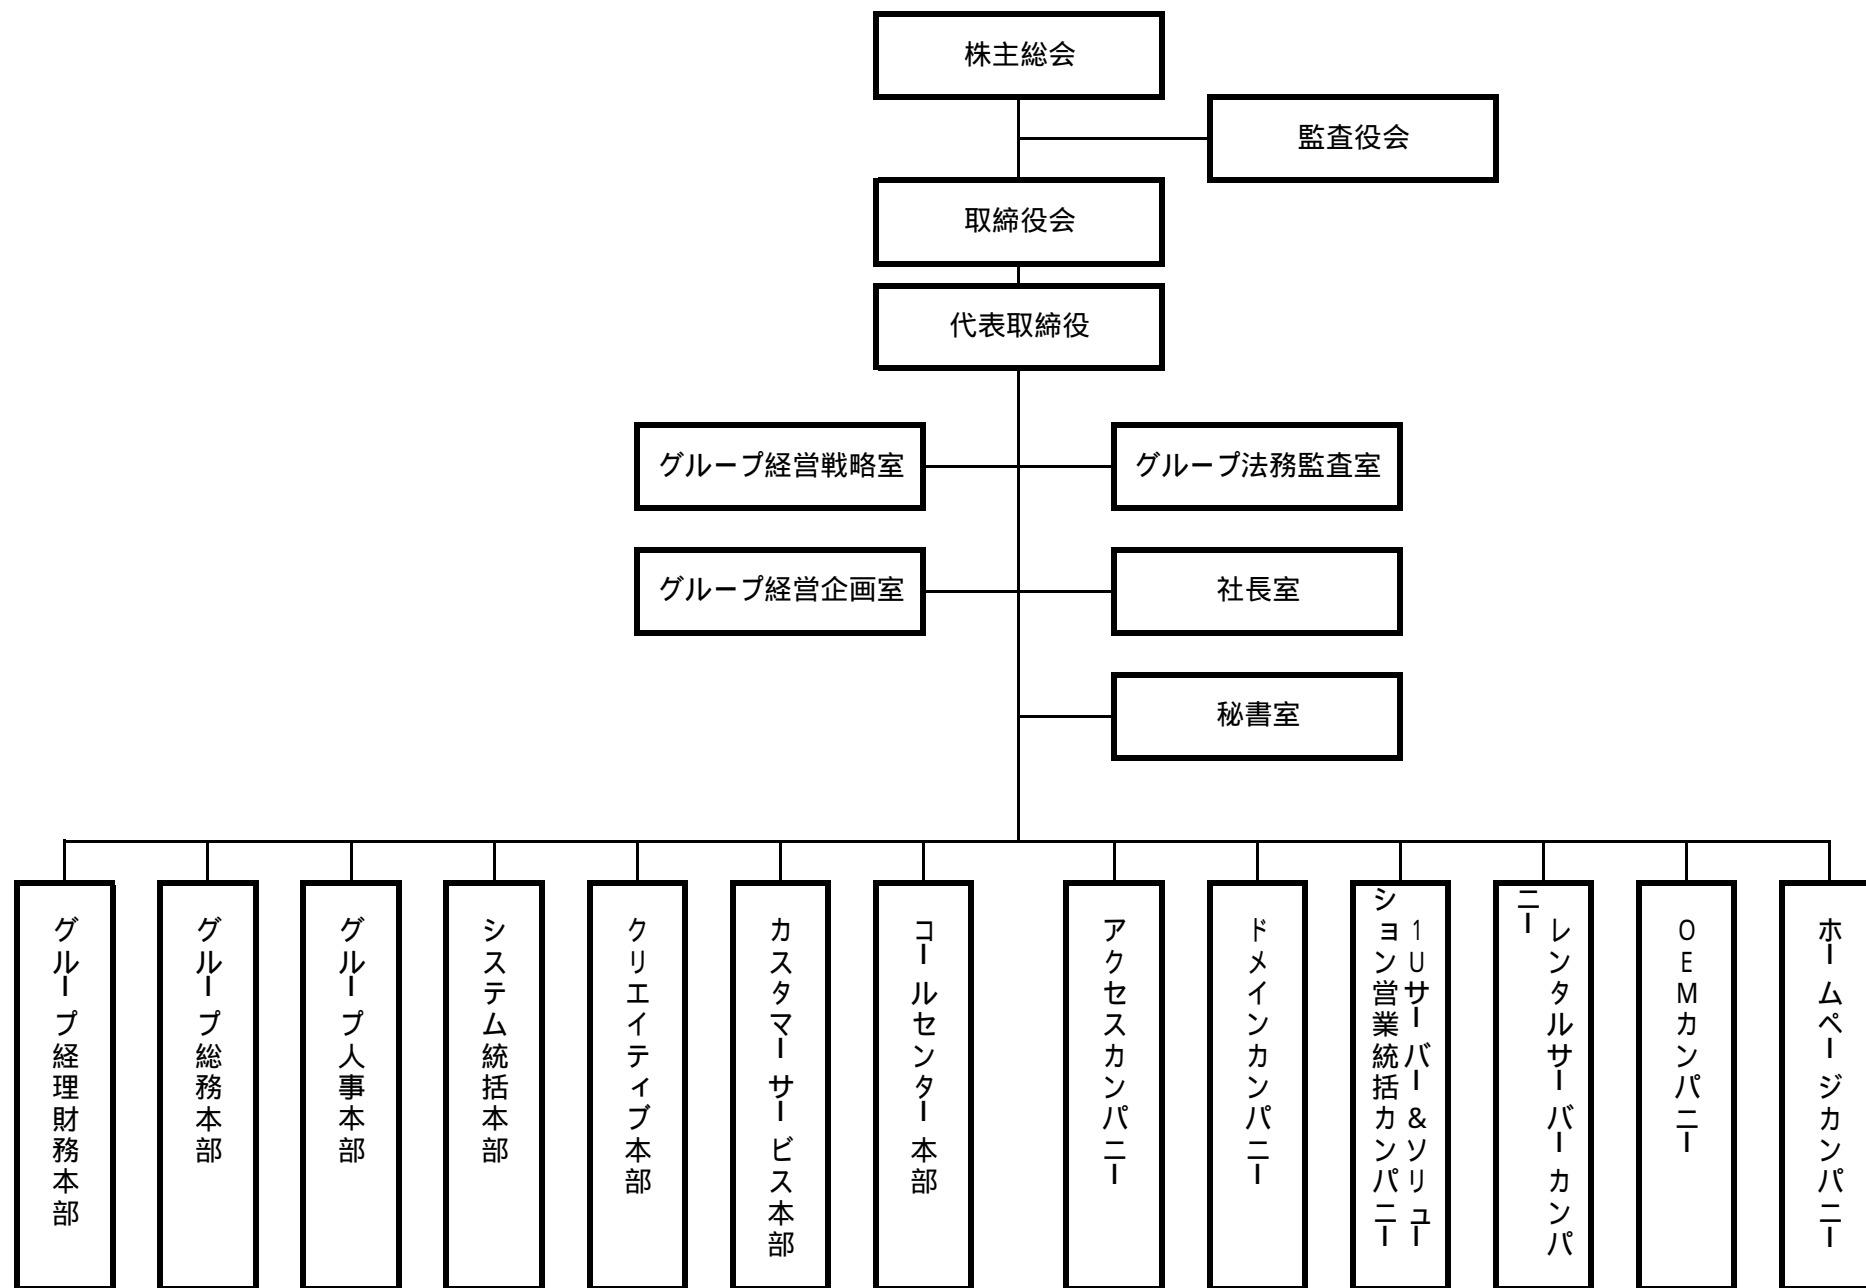 株主総会
監査役会
取締役会
代表取締役
グループ経営戦略室
グループ法務監査室
グループ経営企画室
社長室
秘書室
グループ経理財務本部
グループ総務本部
グループ人事本部
システム統括本部
クリエイティブ本部
カスタマーサービス本部
コールセンター本部
アクセスカンパニー
ドメインカンパニー
1Uサーバー&ソリュー
ション営業統括カンパニー
レンタルサーバーカンパ
ニー
OEMカンパニー
ホームページカンパニー